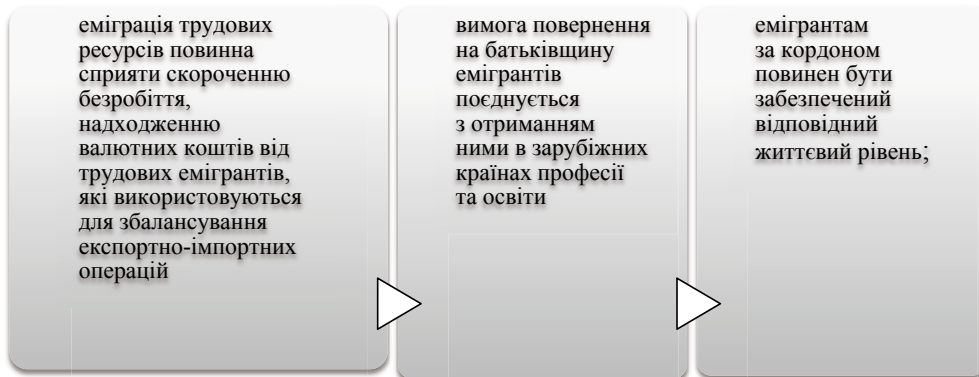 еміграція трудових
ресурсів повинна
сприяти скороченню
безробіття,
надходженню
валютних коштів від
трудових емігрантів,
які використовуються
для збалансування
експортно-імпортних
операцій
вимога повернення
на батьківщину
емігрантів
поєднується
з отриманням
ними в зарубіжних
країнах професії
та освіти
емігрантам
за кордоном
повинен бути
забезпечений
відповідний
життєвий рівень;